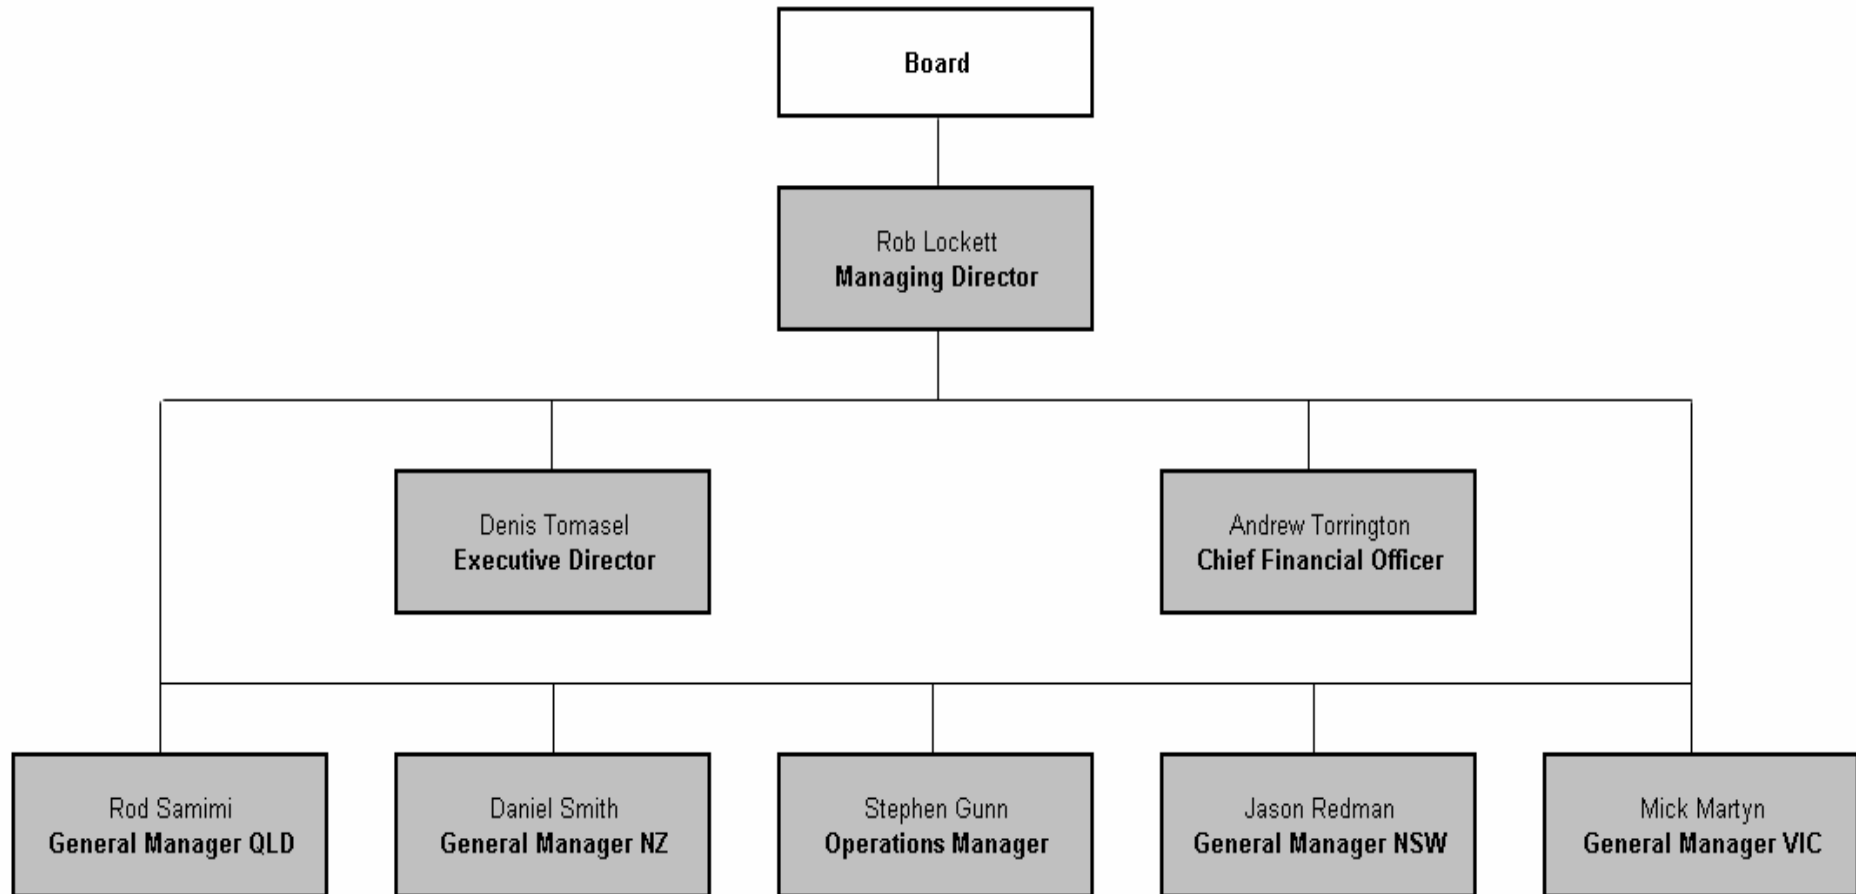 Board
Rob Lockett
Managing Director
Denis Tomasel
Executive Director
Andrew Torrington
Chief Financial Officer
Rod Samimi
General Manager QLD
Daniel Smith
General Manager NZ
Stephen Gunn
Operations Manager
Jason Redman
General Manager NSW
Mick Martyn
General Manager VIC